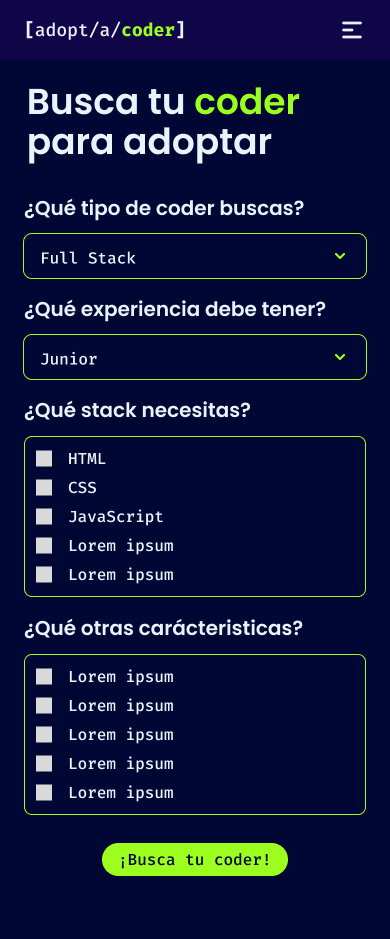 [adopt/a/coder]
Busca tu coder
para adoptar
¿Qué tipo de coder buscas?
Full Stack
¿Qué experiencia debe tener?
Junior
¿Qué stack necesitas?
HTML
CSS
JavaScript
Lorem ipsum
Lorem ipsum
¿Qué otras carácteristicas?
Lorem ipsum
Lorem ipsum
Lorem ipsum
Lorem ipsum
Lorem ipsum
¡Busca tu coder!